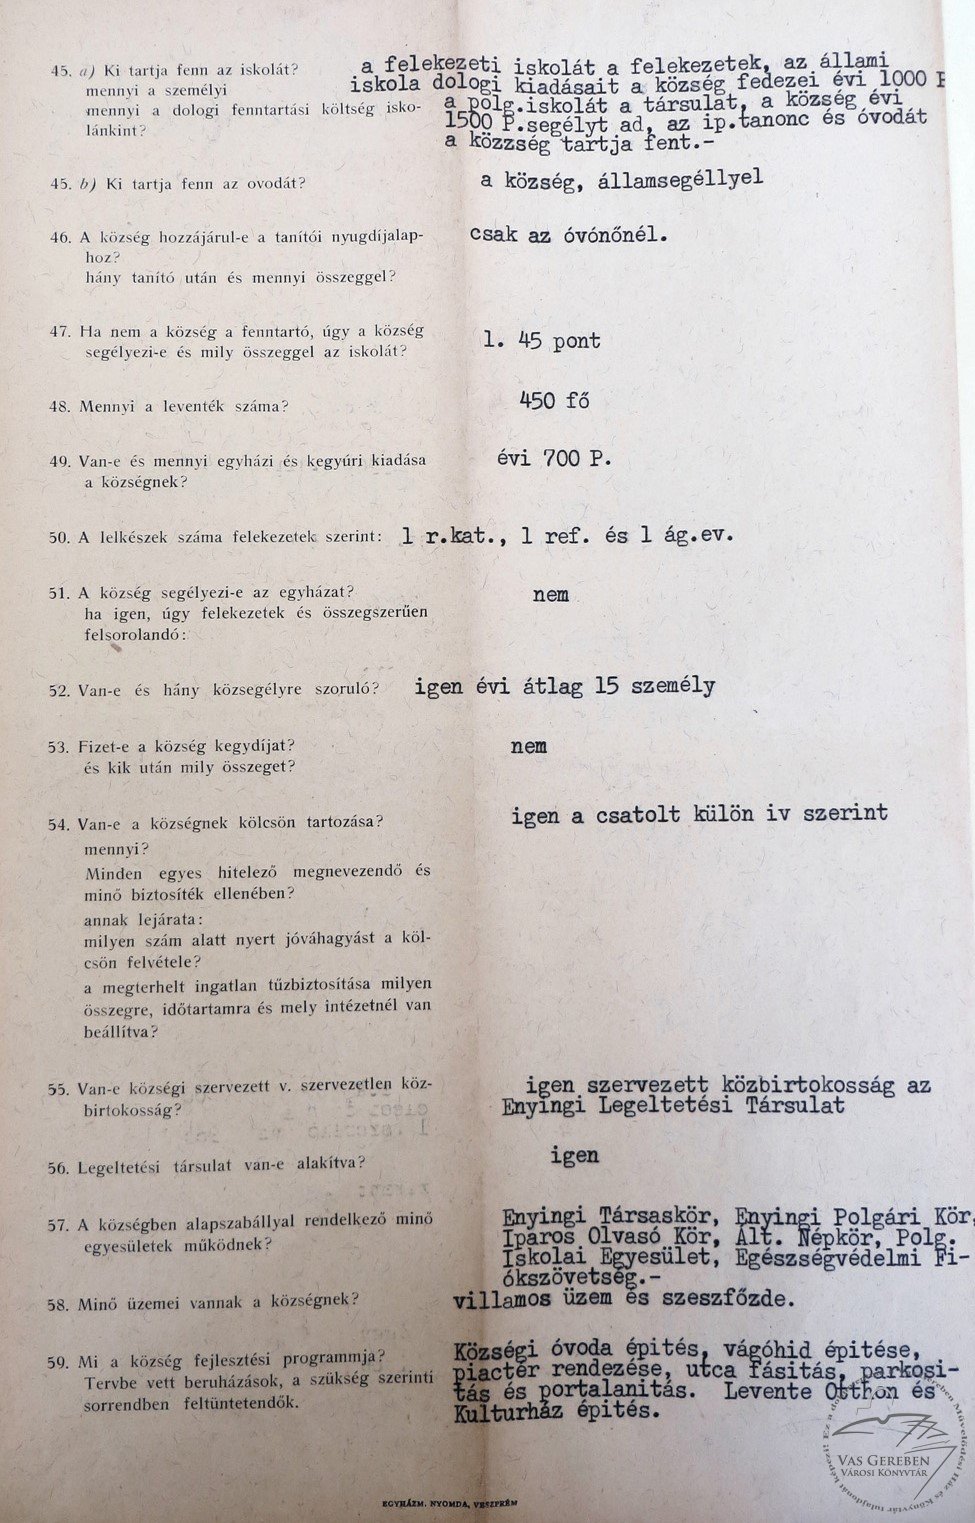 45. a) Ki tartja fenn az iskolát?
mennyi a személyi
mennyi a dologi fenntartási költség isko-
lánkint?
a felekezeti iskolát a felekezetek, az állami
iskola dologi kiadásait a község fedezei évi 1000 P
a polg.iskolát a társulat, a község évi
1500 P.segélyt ad, az ip.tanonc és óvodát
a közzség tartja fent.-
45. b) Ki tartja fenn az ovodát?
a község, államsegéllyel
46. A község hozzájárul-e a tanítói nyugdíjalap-
hoz?
hány tanító után és mennyi összeggel?
csak az óvónőnél.
47. Ha nem a község a fenntartó, úgy a község
segélyezi-e és mily összeggel az iskolát?
l. 45 pont
48. Mennyi a leventék száma?
450 fő
49. Van-e és mennyi egyházi és kegyúri kiadása
a községnek?
évi 700 P.
50. A lelkészek száma felekezetek szerint: 1 r.kat., 1 ref. és 1 ág.ev.
51. A község segélyezi-e az egyházat?
ha igen, úgy felekezetek és összegszerűen
felsorolandó:
nem
52. Van-e és hány községélyre szoruló? igen évi átlag 15 személy
53. Fizet-e a község kegydíjat?
és kik után mily összeget?
nem
54. Van-e a községnek kölcsön tartozása?
mennyi?
Minden egyes hitelező megnevezendő és
minő biztosíték ellenében?
annak lejárata:
milyen szám alatt nyert jóváhagyást a köl-
csön felvétele?
a megterhelt ingatlan tűzbiztosítása milyen
összegre, időtartamra és mely intézetnél van
beállítva?
igen a csatolt külön iv szerint
55. Van-e községi szervezett v. szervezetlen köz-
birtokosság?
igen szervezett közbirtokosság az
Enyingi Legeltetési Társulat
56. Legeltetési társulat van-e alakítva?
igen
57. A községben alapszabállyal rendelkező minő
egyesületek működnek?
Enyingi Társaskör, Enyingi Polgári Kör,
Iparos Olvasó Kör, Ált. Népkör, Polg.
Iskolai Egyesület, Egészségvédelmi Fi-
ókszövetség.-
58. Minő üzemei vannak a községnek?
villamos üzem és szeszfőzde.
59. Mi a község fejlesztési programmja?
Tervbe vett beruházások, a szükség szerinti
sorrendben feltüntetendők.
Községi óvoda épités, vágóhid épitése,
piactér rendezése, utca fásitás, parkosi-
tás és portalanitás. Levente Otthon és
Kulturház épités.
VAS GEREBEN
VÁROSI KÖNYVTÁR
EGYHÁZM. NYOMDA, VESZPRÉM